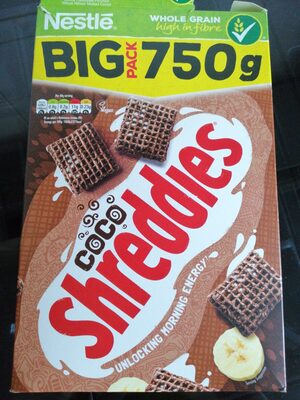 Nestlé
WHOLE GRAIN
high in fibre
BIG PACK 750g
COCO
Shreddies
UNLOCKING MORNING ENERGY